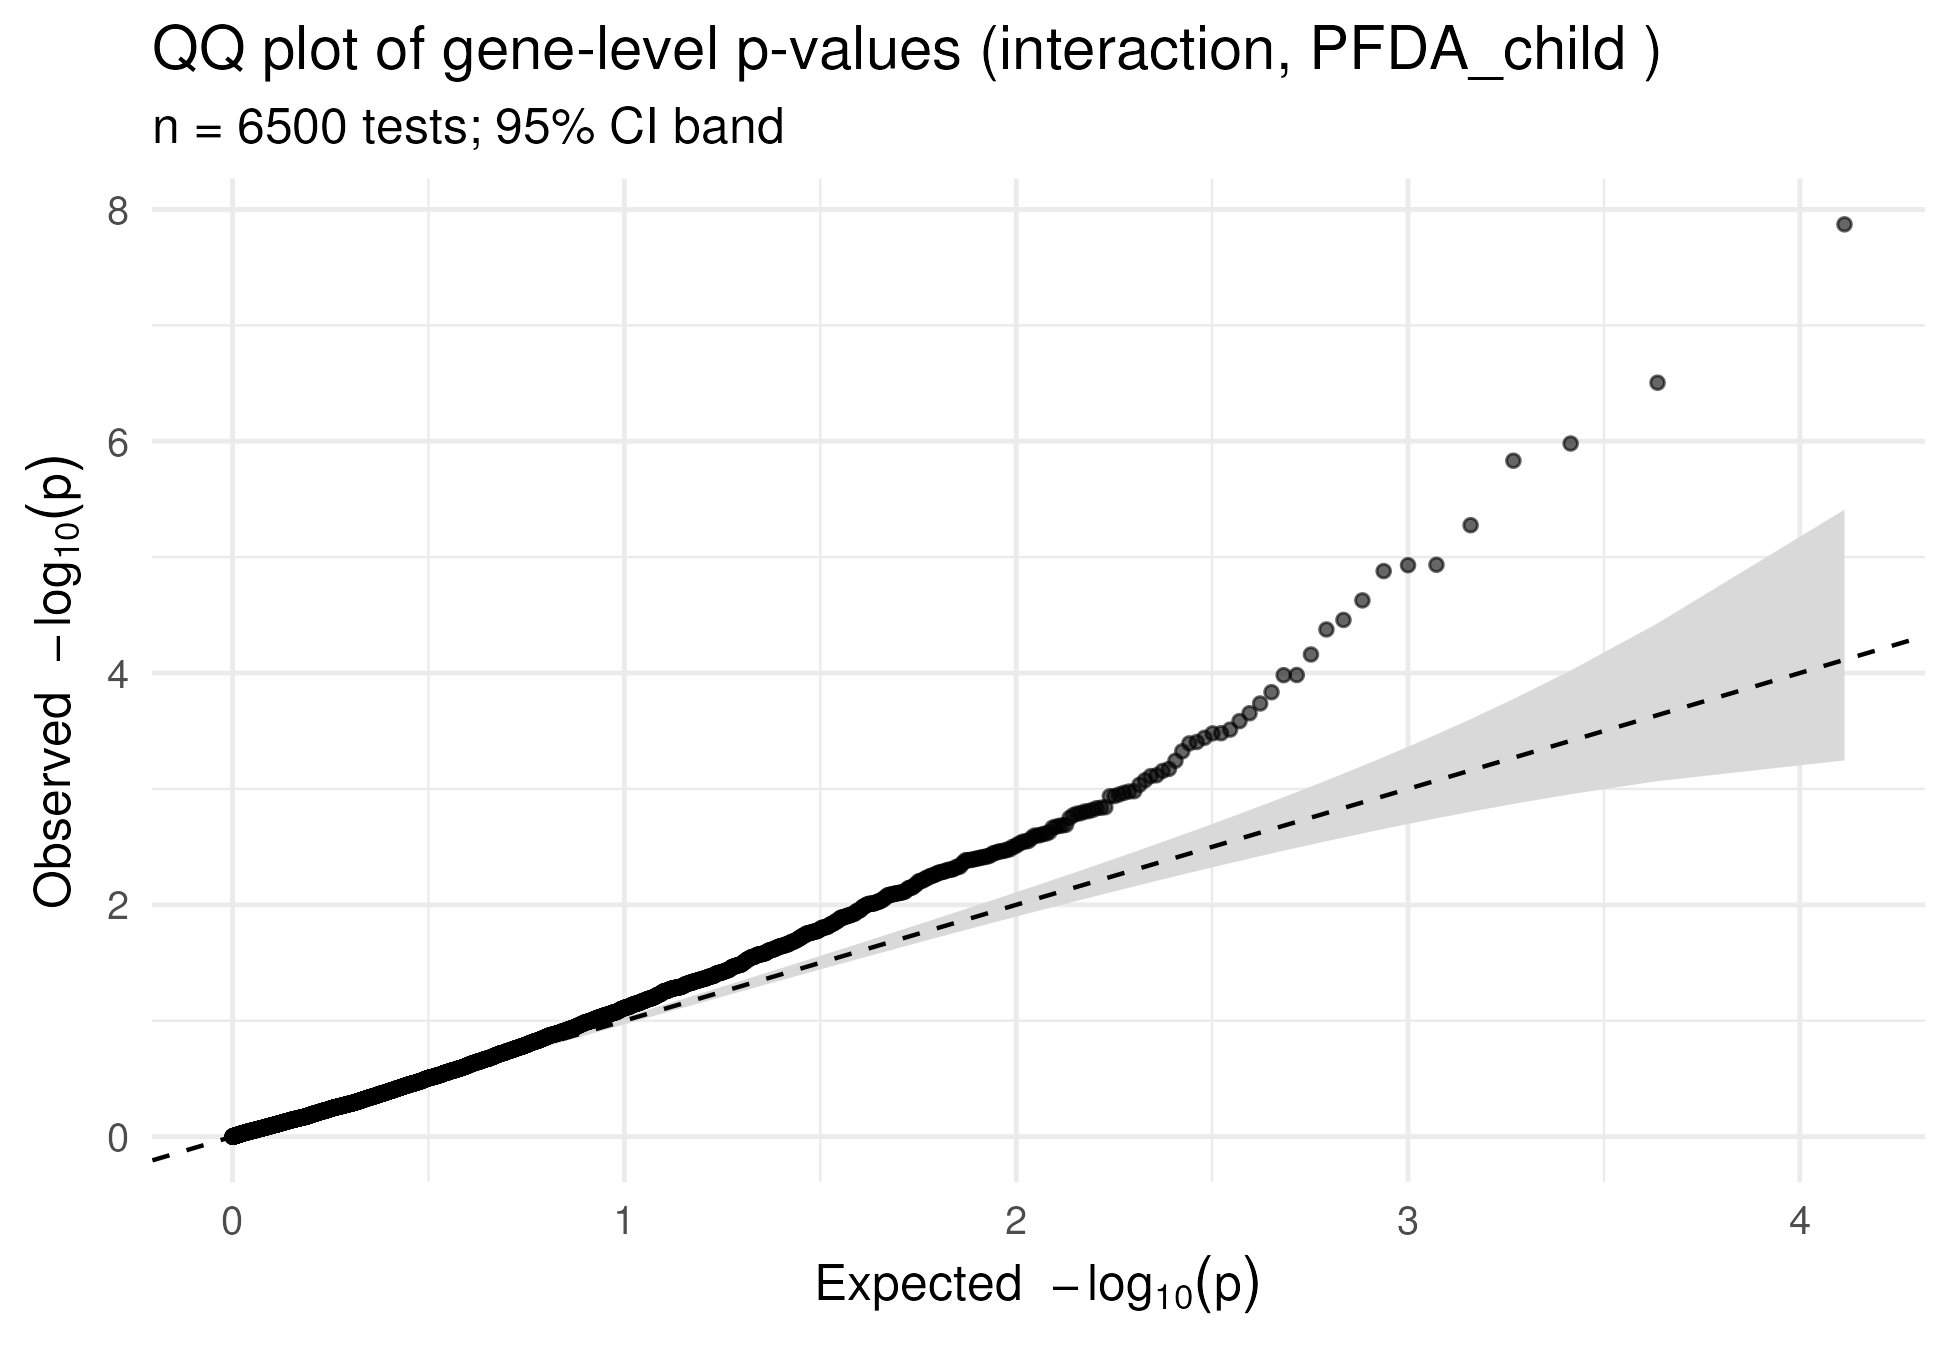 QQ plot of gene-level p-values (interaction, PFDA_child )
n = 6500 tests; 95% CI band
Observed −log10(p)
8
6
4
2
0
0 1 2 3 4
Expected −log10(p)